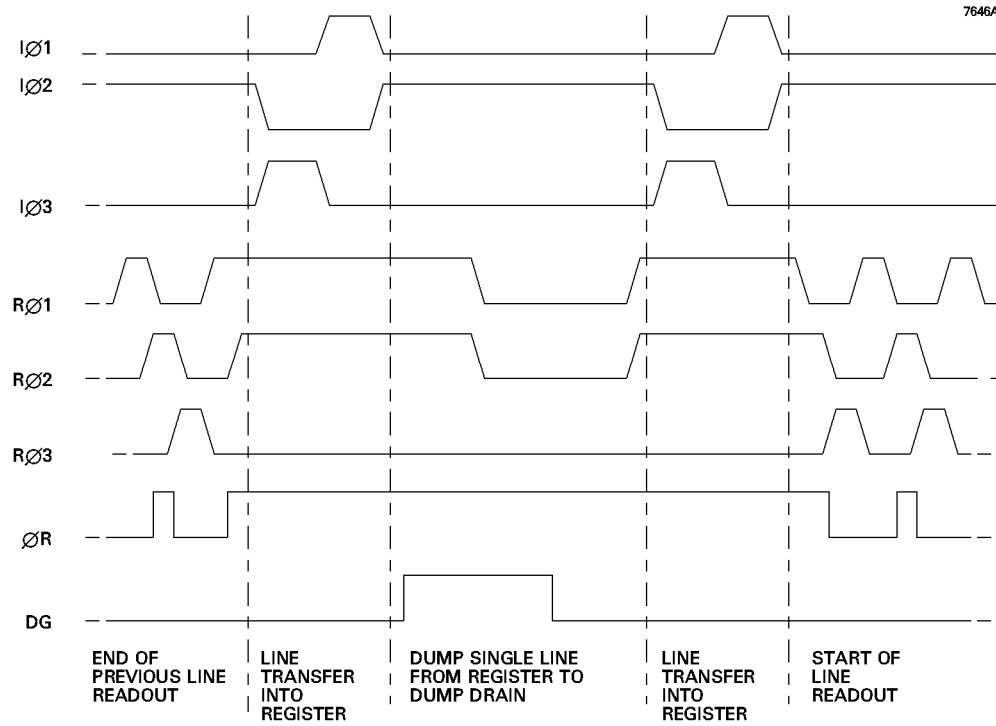 7646A
IØ1
IØ2
IØ3
RØ1
RØ2
RØ3
ØR
DG
END OF
PREVIOUS LINE
READOUT
LINE
TRANSFER
INTO
REGISTER
DUMP SINGLE LINE
FROM REGISTER TO
DUMP DRAIN
LINE
TRANSFER
INTO
REGISTER
START OF
LINE
READOUT